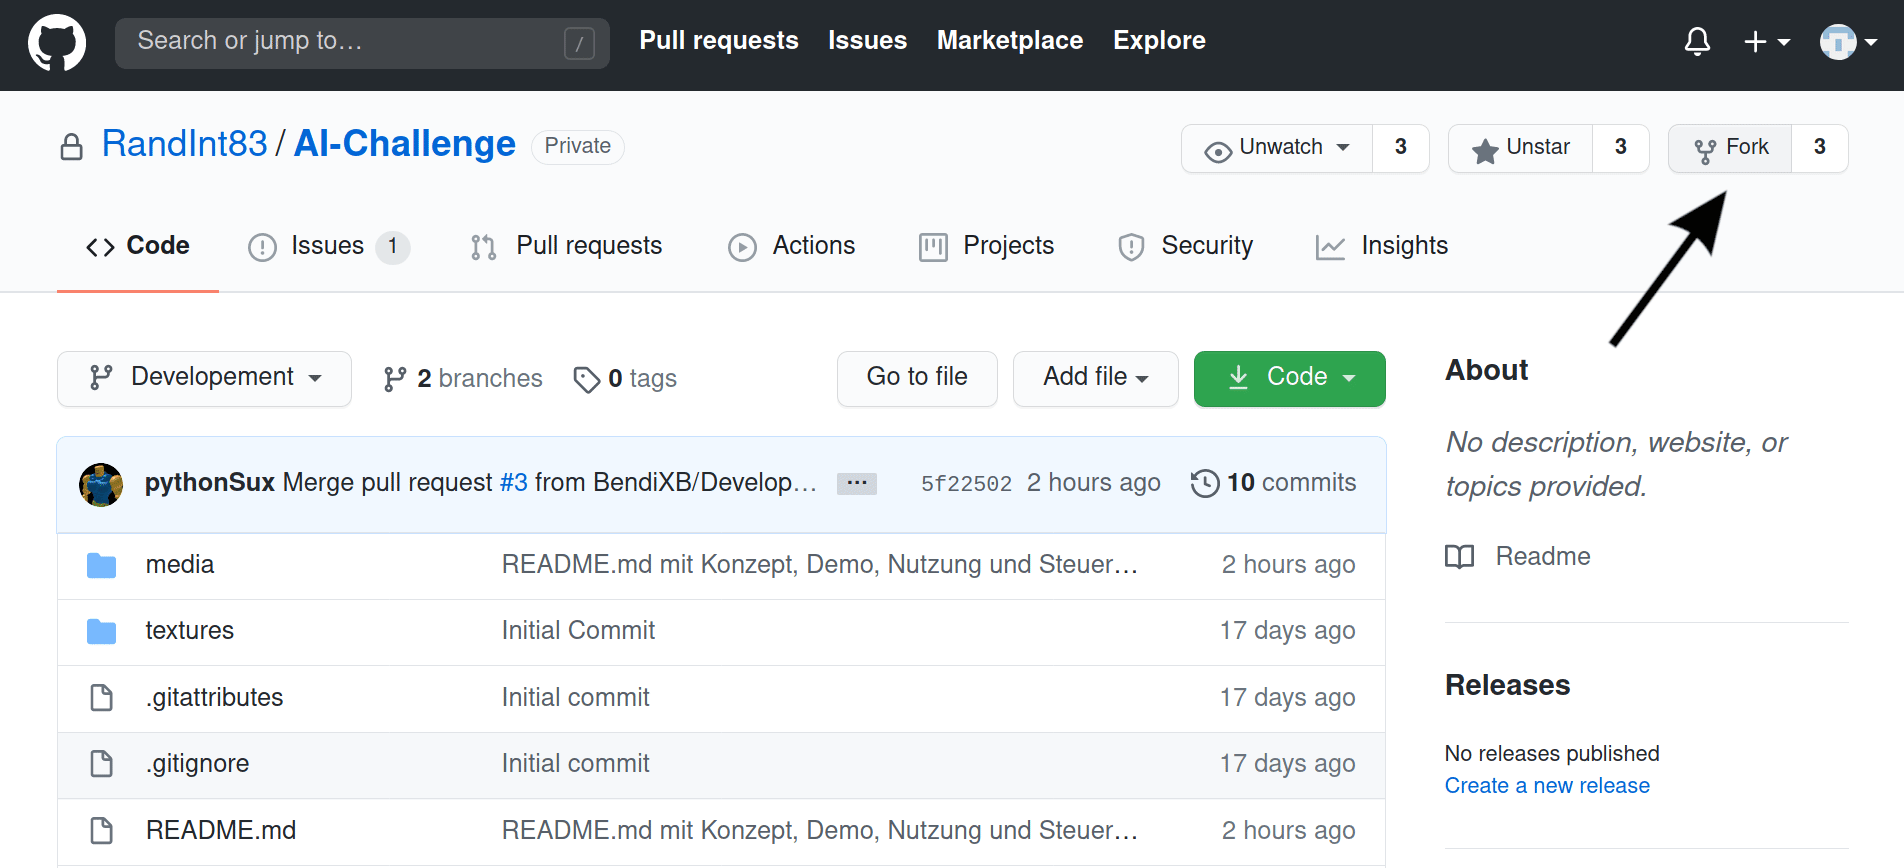 Search or jump to… / Pull requests Issues Marketplace Explore
RandInt83 / AI-Challenge Private Unwatch 3 Unstar 3 Fork 3
Code Issues 1 Pull requests Actions Projects Security Insights
Developement 2 branches 0 tags Go to file Add file Code
About
No description, website, or
topics provided.
Readme
pythonSux Merge pull request #3 from BendiXB/Develop… ... 5f22502 2 hours ago 10 commits
media README.md mit Konzept, Demo, Nutzung und Steuer… 2 hours ago
textures Initial Commit 17 days ago
.gitattributes Initial commit 17 days ago
.gitignore Initial commit 17 days ago
README.md README.md mit Konzept, Demo, Nutzung und Steuer… 2 hours ago
Releases
No releases published
Create a new release